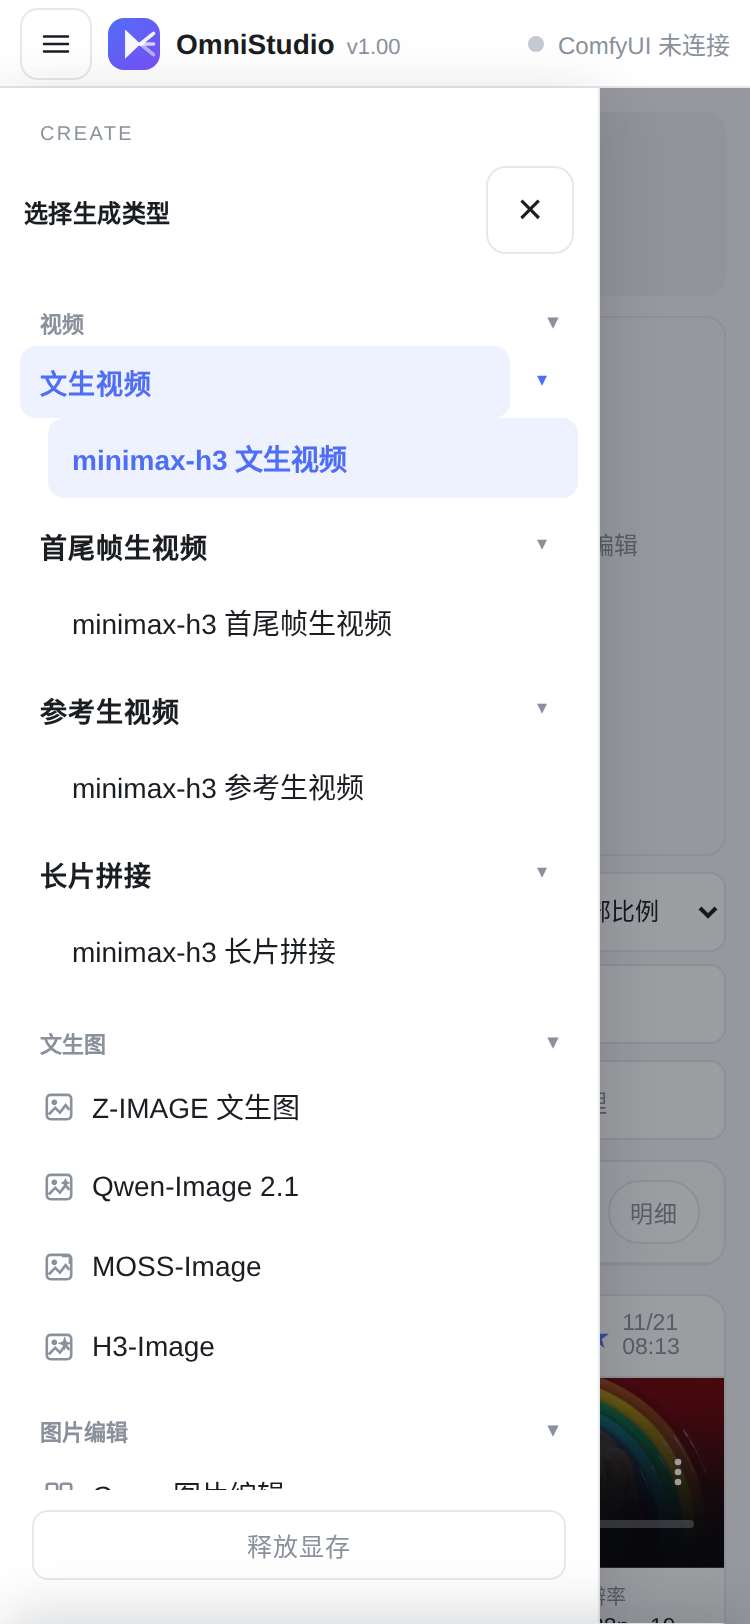 OmniStudio v1.00
ComfyUI 未连接
CREATE
选择生成类型
视频
文生视频
minimax-h3 文生视频
首尾帧生视频
minimax-h3 首尾帧生视频
参考生视频
minimax-h3 参考生视频
长片拼接
minimax-h3 长片拼接
文生图
Z-IMAGE 文生图
Qwen-Image 2.1
MOSS-Image
H3-Image
图片编辑
释放显存
编辑
比例
明细
11/21
08:13